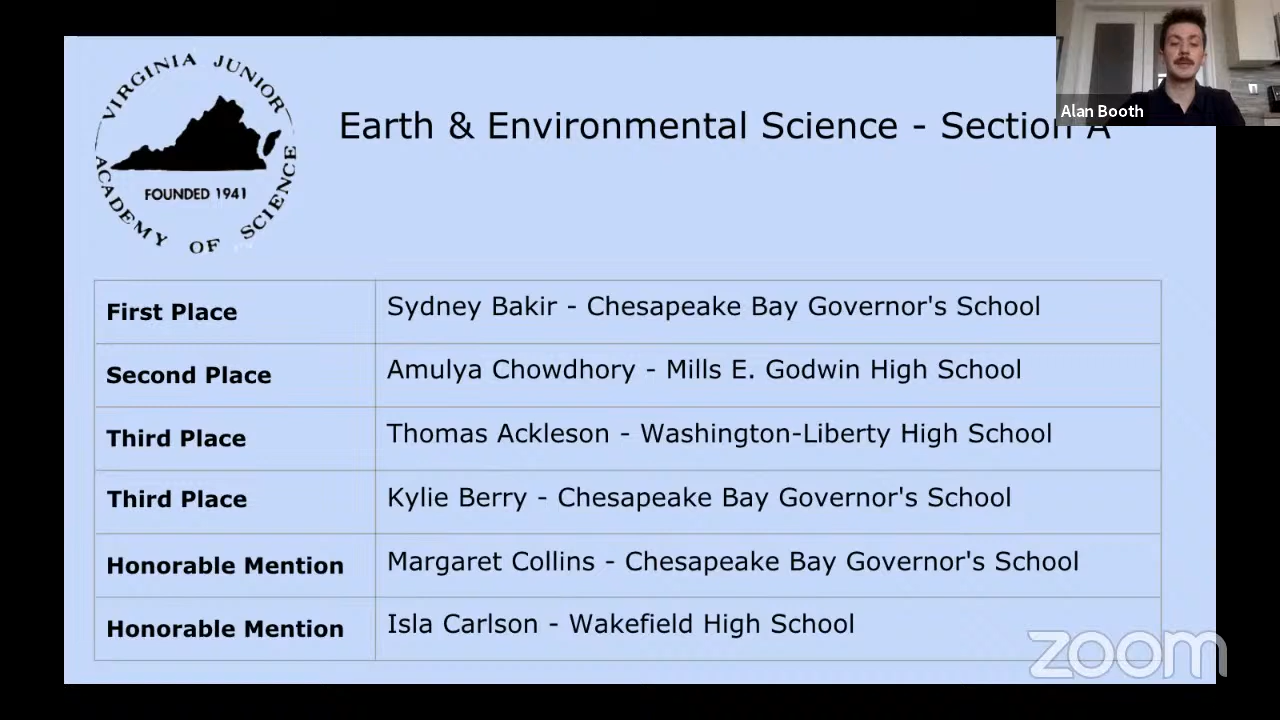 VIRGINIA JUNIOR
ACADEMY OF SCIENCE
FOUNDED 1941
Earth & Environmental Science - Section A
Alan Booth
First Place Sydney Bakir - Chesapeake Bay Governor's School
Second Place Amulya Chowdhory - Mills E. Godwin High School
Third Place Thomas Ackleson - Washington-Liberty High School
Third Place Kylie Berry - Chesapeake Bay Governor's School
Honorable Mention Margaret Collins - Chesapeake Bay Governor's School
Honorable Mention Isla Carlson - Wakefield High School
zoom